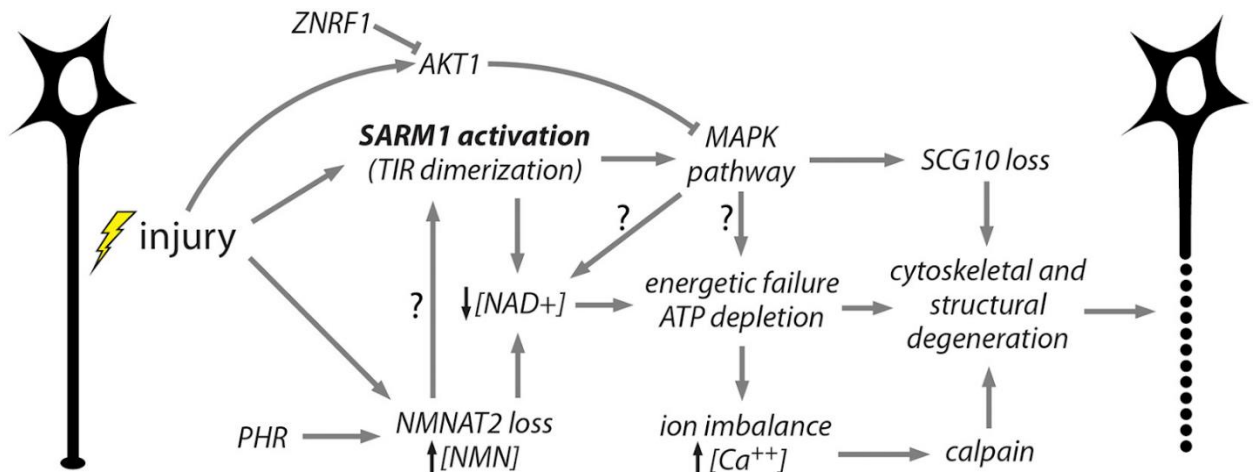 ZNRF1
AKT1
SARM1 activation
(TIR dimerization)
MAPK
pathway
SCG10 loss
injury
?
?
?
↓[NAD+]
energetic failure
ATP depletion
cytoskeletal and
structural
degeneration
PHR
NMNAT2 loss
↑[NMN]
ion imbalance
↑[Ca++]
calpain